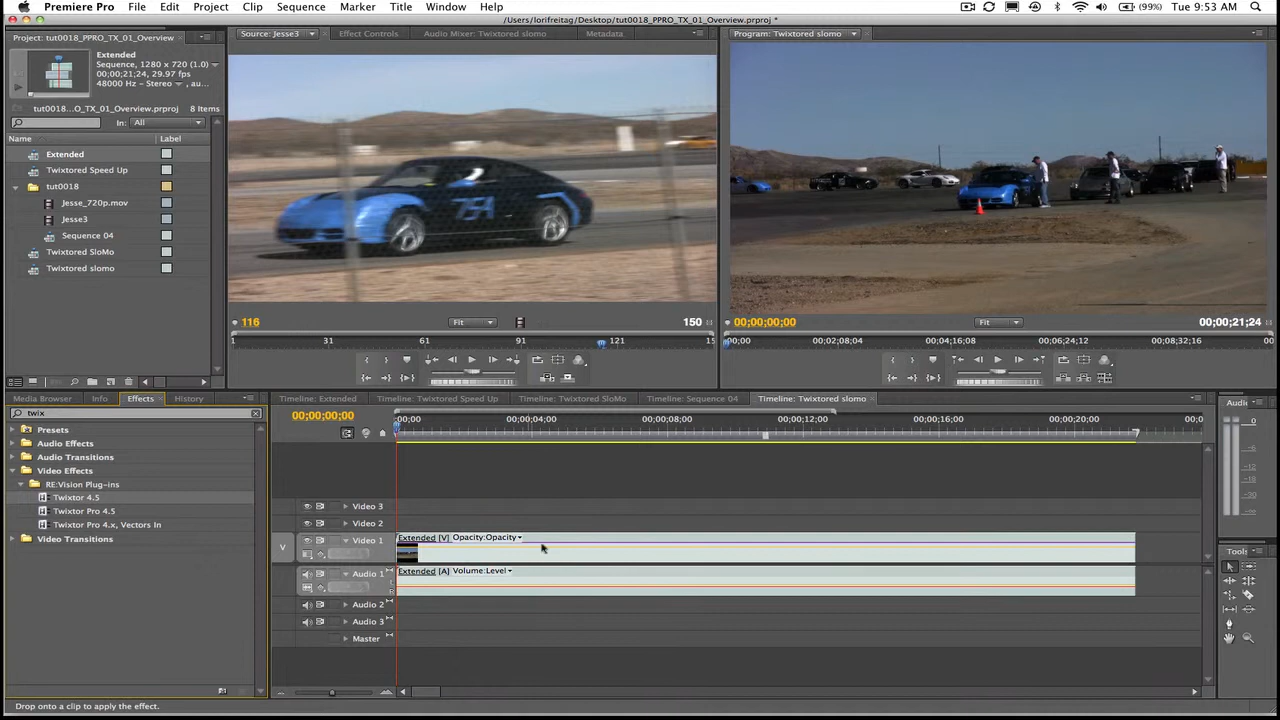 Premiere Pro File Edit Project Clip Sequence Marker Title Window Help (99%) Tue 9:53 AM
/Users/lorifreitag/Desktop/tut0018_PPRO_TX_01_Overview.prproj *
Project: tut0018_PPRO_TX_01_Overview
Extended
Sequence, 1280 x 720 (1.0)
00;00;21;24, 29.97 fps
48000 Hz - Stereo , au...
tut0018...O_TX_01_Overview.prproj 8 Items
In: All
Name Label
Extended
Twixtored Speed Up
tut0018
Jesse_720p.mov
Jesse3
Sequence 04
Twixtored SloMo
Twixtored slomo
Source: Jesse3 Effect Controls Audio Mixer: Twixtored slomo Metadata
754
116 Fit 150
1 31 61 91 121 15
Program: Twixtored slomo
00;00;00;00 Fit 00;00;21;24
00;00 00;02;08;04 00;04;16;08 00;06;24;12 00;08;32;16
Media Browser Info Effects History
twix
Presets
Audio Effects
Audio Transitions
Video Effects
RE:Vision Plug-ins
Twixtor 4.5
Twixtor Pro 4.5
Twixtor Pro 4.x, Vectors In
Video Transitions
Timeline: Extended Timeline: Twixtored Speed Up Timeline: Twixtored SloMo Timeline: Sequence 04 Timeline: Twixtored slomo
00;00;00;00
00;00 00;00;04;00 00;00;08;00 00;00;12;00 00;00;16;00 00;00;20;00 00;0
Video 3
Video 2
V Video 1 Extended [V] Opacity:Opacity
Audio 1 Extended [A] Volume:Level
L
R
Audio 2
Audio 3
Master
Audio
0
Tools
Drop onto a clip to apply the effect.